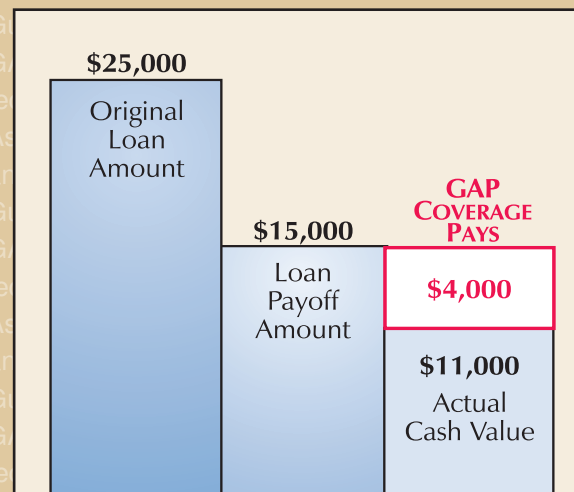 $25,000
Original
Loan
Amount
$15,000
Loan
Payoff
Amount
GAP
COVERAGE
PAYS
$4,000
$11,000
Actual
Cash Value